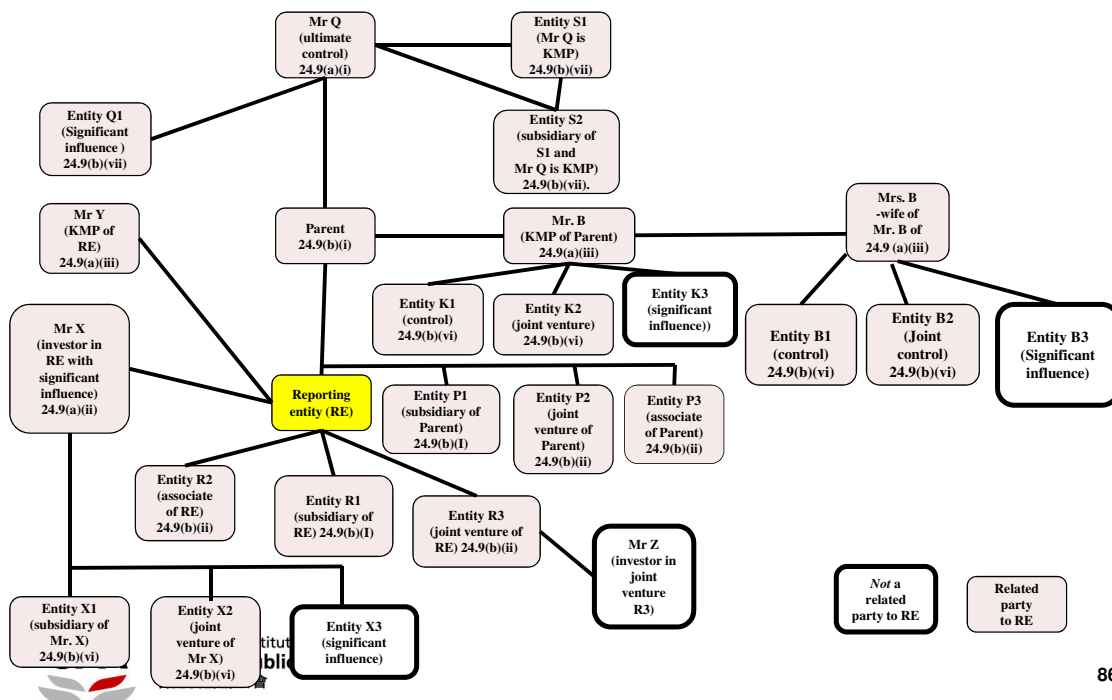 Mr Q
(ultimate
control)
24.9(a)(i)
Entity S1
(Mr Q is
KMP)
24.9(b)(vii)
Entity Q1
(Significant
influence )
24.9(b)(vii)
Entity S2
(subsidiary
of
S1 and
Mr Q is KMP)
24.9(b)(vii).
Mr Y
(KMP of
RE)
24.9(a)(iii)
Parent
24.9(b)(i)
Mr. B
(KMP of Parent)
24.9(a)(iii)
Mrs. B
-wife of
Mr. B of
24.9 (a)(iii)
Entity K1
(control)
24.9(b)(vi)
Entity K2
(joint venture)
24.9(b)(vi)
Entity K3
(significant
influence))
Entity B1
(control)
24.9(b)(vi)
Entity B2
(Joint
control)
24.9(b)(vi)
Entity B3
(Significant
influence)
Mr X
(investor in
RE with
significant
influence)
24.9(a)(ii)
Reporting
entity (RE)
Entity P1
(subsidiary of
Parent)
24.9(b)(I)
Entity P2
(joint
venture of
Parent)
24.9(b)(ii)
Entity P3
(associate
of Parent)
24.9(b)(ii)
Entity R2
(associate
of RE)
24.9(b)(ii)
Entity R1
(subsidiary of
RE) 24.9(b)(I)
Entity R3
(joint venture of
RE) 24.9(b)(ii)
Mr Z
(investor in
joint
venture
R3)
Not a
related
party to RE
Related
party
to RE
Entity X1
(subsidiary of
Mr. X)
24.9(b)(vi)
Entity X2
(joint
venture of
Mr X)
24.9(b)(vi)
Entity X3
(significant
influence)
會
86